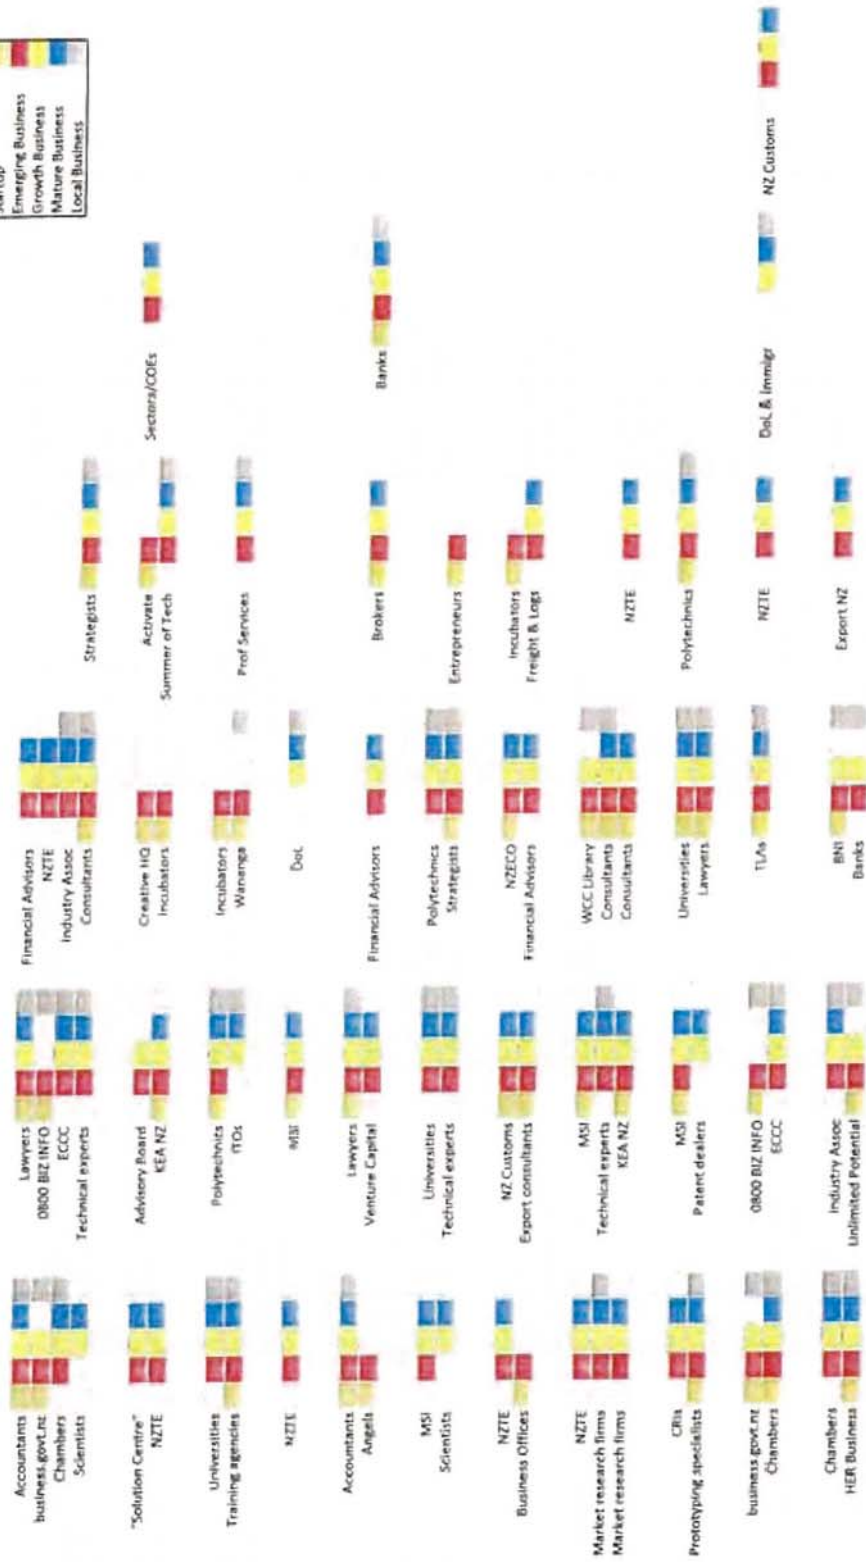 Emerging Business
Growth Business
Mature Business
Local Business
Accountants
business.govt.nz
Chambers
Scientists
Lawyers
0800 BIZ INFO
ECCC
Technical experts
Financial Advisors
NZTE
Industry Assoc
Consultants
Strategists
"Solution Centre"
NZTE
Advisory Board
KEA NZ
Creative HQ
Incubators
Activate
Summer of Tech
Sectors/COEs
Universities
Training agencies
Polytechnics
ITOs
Incubators
Wananga
Prof Services
NZTE
MSI
DoL
Accountants
Angels
Lawyers
Venture Capital
Financial Advisors
Brokers
Banks
MSI
Scientists
Universities
Technical experts
Polytechnics
Strategists
Entrepreneurs
NZTE
Business Offices
NZ Customs
Export consultants
NZECO
Financial Advisors
Incubators
Freight & Logs
NZTE
Market research firms
Market research firms
MSI
Technical experts
KEA NZ
WCC Library
Consultants
Consultants
NZTE
CRIs
Prototyping specialists
MSI
Patent dealers
Universities
Lawyers
Polytechnics
business.govt.nz
Chambers
0800 BIZ INFO
ECCC
TLAs
NZTE
DoL & Immigr
NZ Customs
Chambers
HER Business
Industry Assoc
Unlimited Potential
BNI
Banks
Export NZ